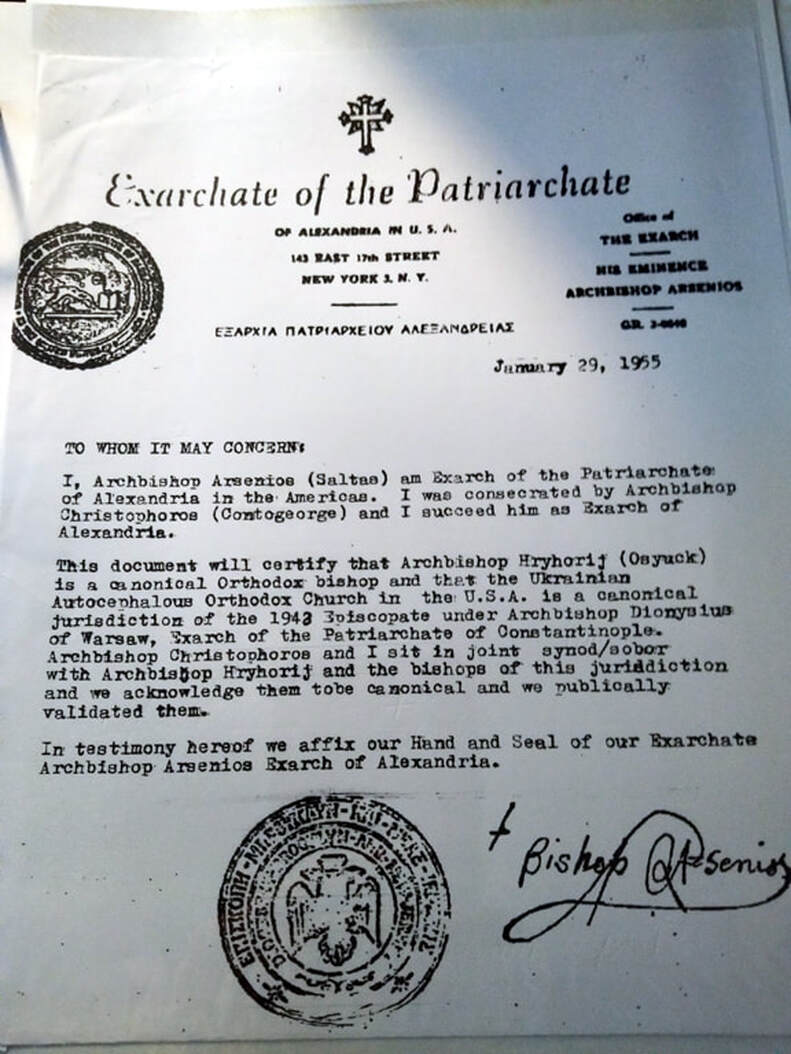 Exarchate of the Patriarchate
OF ALEXANDRIA IN U. S. A.
143 EAST 17th STREET
NEW YORK 3, N. Y.
ΕΞΑΡΧΙΑ ΠΑΤΡΙΑΡΧΕΙΟΥ ΑΛΕΞΑΝΔΡΕΙΑΣ
Office of
THE EXARCH
HIS EMINENCE
ARCHBISHOP ARSENIOS
GR.
January 29, 1955
TO WHOM IT MAY CONCERN:
I, Archbishop Arsenios (Saltas) am Exarch of the Patriarchate
of Alexandria in the Americas. I was consecrated by Archbishop
Christophoros (Contogeorge) and I succeed him as Exarch of
Alexandria.
This document will certify that Archbishop Hryhorij (Osyuck)
is a canonical Orthodox bishop and that the Ukrainian
Autocephalous Orthodox Church in the U.S.A. is a canonical
jurisdiction of the 1942 Episcopate under Archbishop Dionysius
of Warsaw, Exarch of the Patriarchate of Constantinople.
Archbishop Christophoros and I sit in joint synod/sobor
with Archbishop Hryhorij and the bishops of this juriddiction
and we acknowledge them tobe canonical and we publically
validated them.
In testimony hereof we affix our Hand and Seal of our Exarchate
Archbishop Arsenios Exarch of Alexandria.
ΕΠΙΣΚΟΠΗ
† Bishop Arsenios